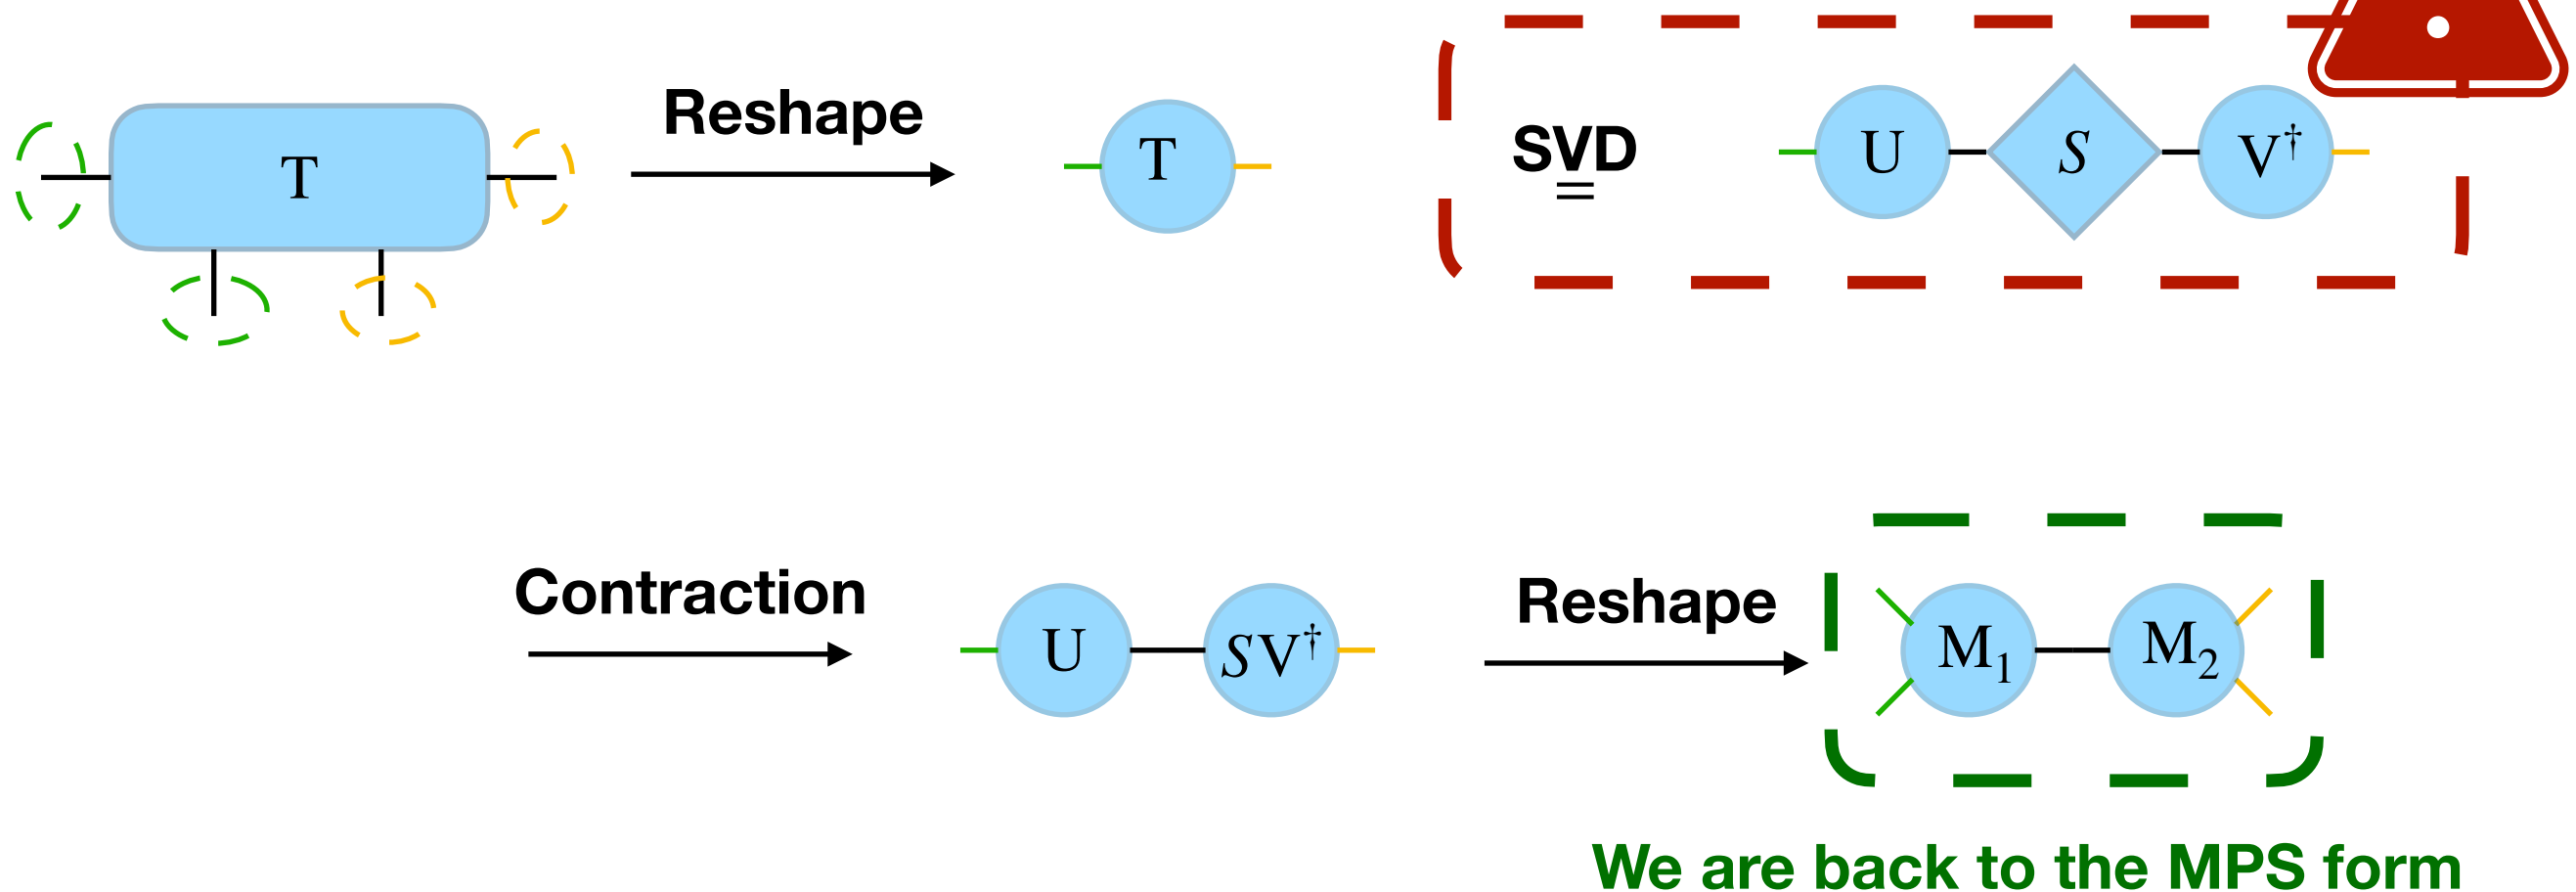 T
Reshape
T
SVD
=
U
S
V†
Contraction
U
SV†
Reshape
M₁
M₂
We are back to the MPS form